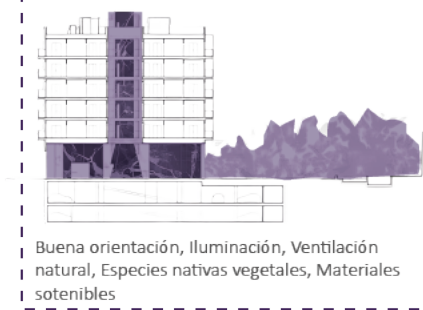 Buena orientación, Iluminación, Ventilación
natural, Especies nativas vegetales, Materiales
sotenibles